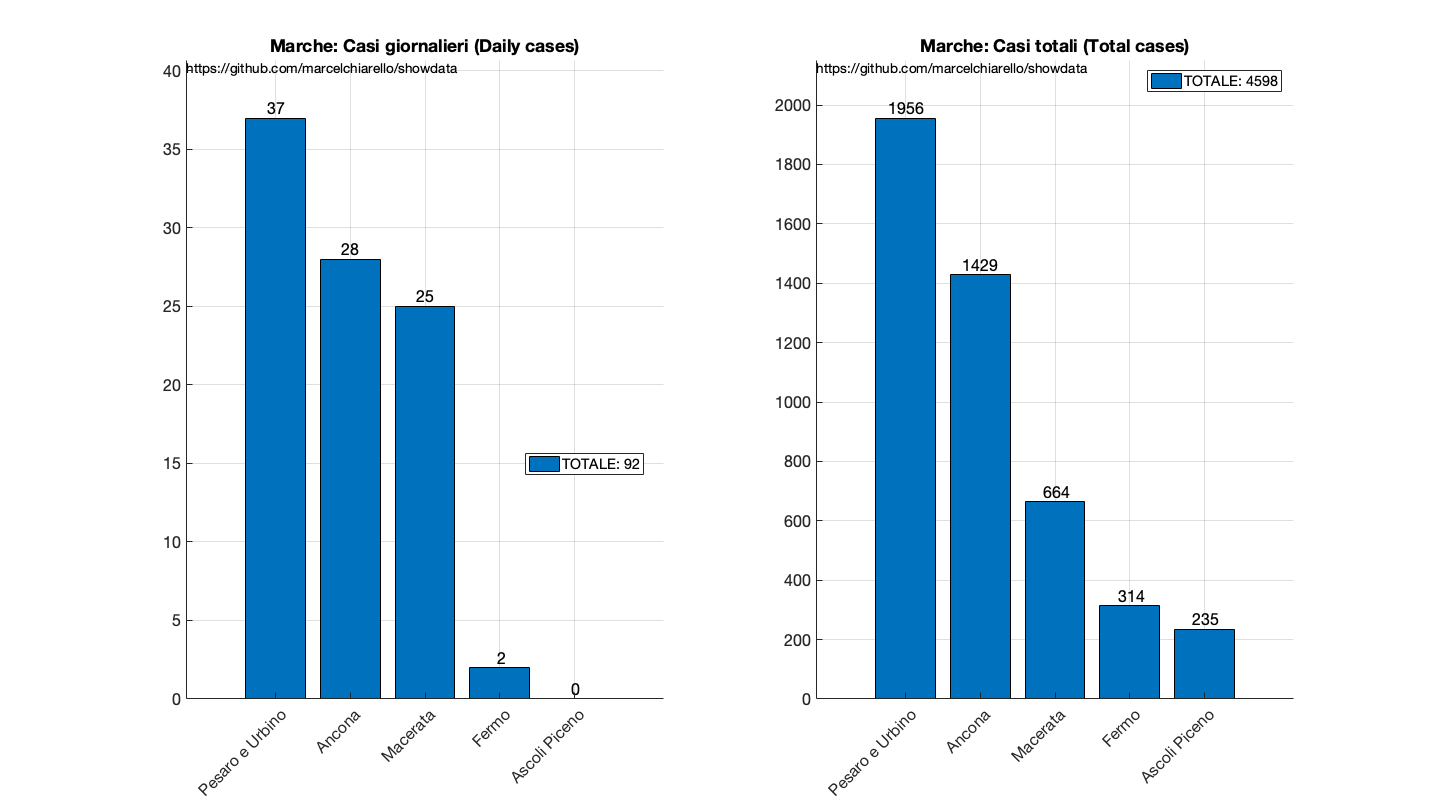 Marche: Casi giornalieri (Daily cases)
https://github.com/marcelchiarello/showdata
40
35
30
25
20
15
10
5
0
37
28
25
2
0
TOTALE: 92
Pesaro e Urbino
Ancona
Macerata
Fermo
Ascoli Piceno
Marche: Casi totali (Total cases)
https://github.com/marcelchiarello/showdata
TOTALE: 4598
2000
1800
1600
1400
1200
1000
800
600
400
200
0
1956
1429
664
314
235
Pesaro e Urbino
Ancona
Macerata
Fermo
Ascoli Piceno